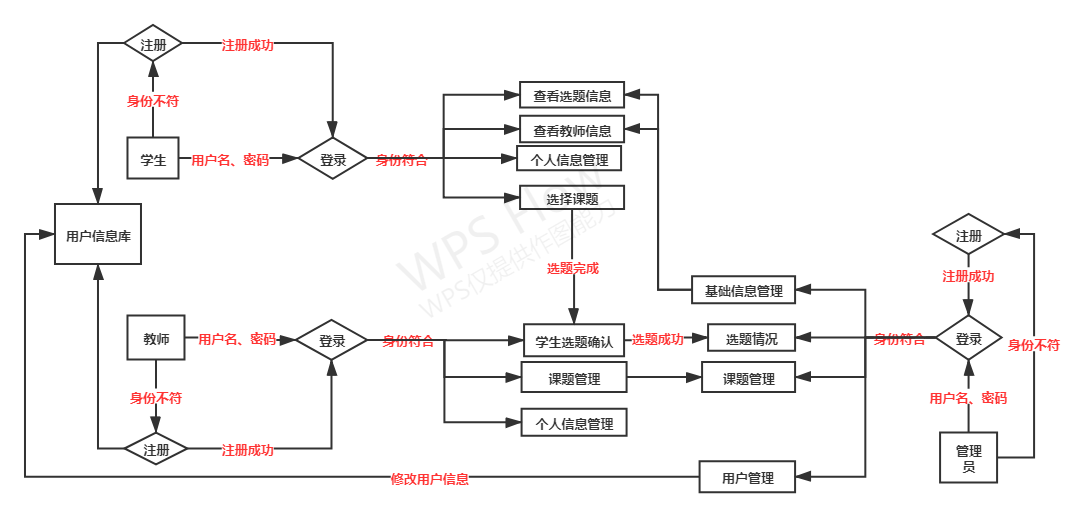 注册
注册成功
身份不符
学生
用户名、密码
登录
身份符合
查看选题信息
查看教师信息
个人信息管理
选择课题
用户信息库
注册
注册成功
选题完成
基础信息管理
教师
用户名、密码
登录
身份符合
学生选题确认
选题成功
选题情况
身份符合
登录
身份不符
课题管理
课题管理
身份不符
用户名、密码
个人信息管理
注册
注册成功
管理
员
用户管理
修改用户信息
WPS Flow
WPS仅提供作图能力